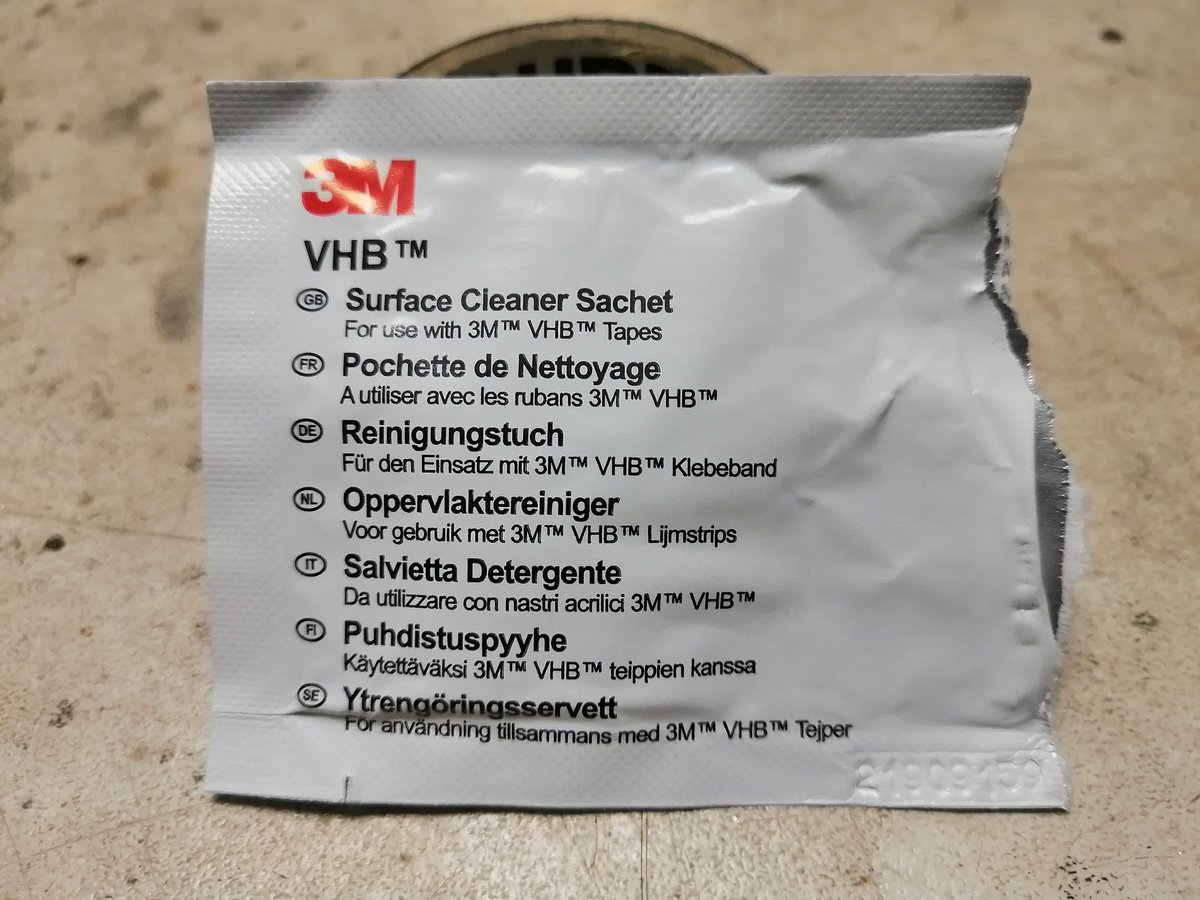 3M
VHB™
GB Surface Cleaner Sachet
For use with 3M™ VHB™ Tapes
FR Pochette de Nettoyage
A utiliser avec les rubans 3M™ VHB™
DE Reinigungstuch
Für den Einsatz mit 3M™ VHB™ Klebeband
NL Oppervlaktereiniger
Voor gebruik met 3M™ VHB™ Lijmstrips
IT Salvietta Detergente
Da utilizzare con nastri acrilici 3M™ VHB™
FI Puhdistuspyyhe
Käytettäväksi 3M™ VHB™ teippien kanssa
SE Ytrengöringsservett
För användning tillsammans med 3M™ VHB™ Tejper
21909159